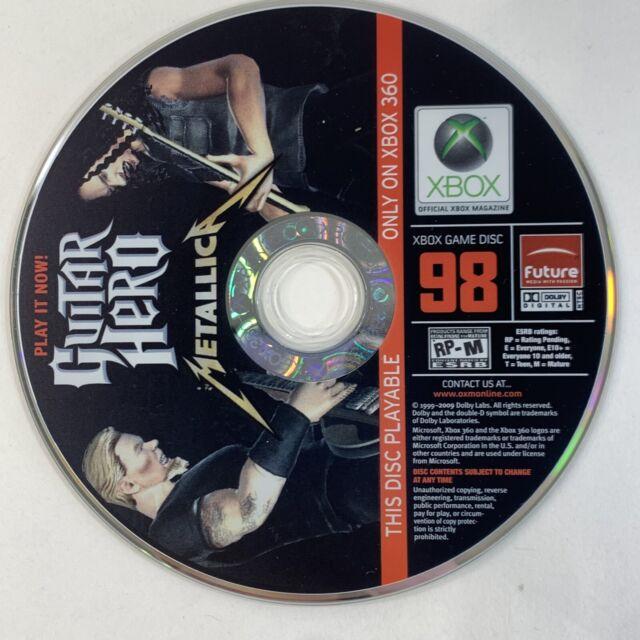 PLAY IT NOW!
GUITAR
HERO
METALLICA
THIS DISC PLAYABLE ONLY ON XBOX 360
XBOX
OFFICIAL XBOX MAGAZINE
XBOX GAME DISC
98
Future
MEDIA WITH PASSION
DOLBY
DIGITAL
NTSC
PRODUCTS RANGE FROM
RP-M
ESRB
ESRB ratings:
RP = Rating Pending,
E = Everyone, E10+ =
Everyone 10 and older,
T = Teen, M = Mature
CONTACT US AT...
www.oxmonline.com
© 1999–2009 Dolby Labs. All rights reserved.
Dolby and the double-D symbol are trademarks
of Dolby Laboratories.
Microsoft, Xbox 360 and the Xbox 360 logos are
either registered trademarks or trademarks of
Microsoft Corporation in the U.S. and/or in
other countries and are used under license
from Microsoft.
DISC CONTENTS SUBJECT TO CHANGE
AT ANY TIME
Unauthorized copying, reverse
engineering, transmission,
public performance, rental,
pay for play, or circum-
vention of copy protec-
tion is strictly
prohibited.